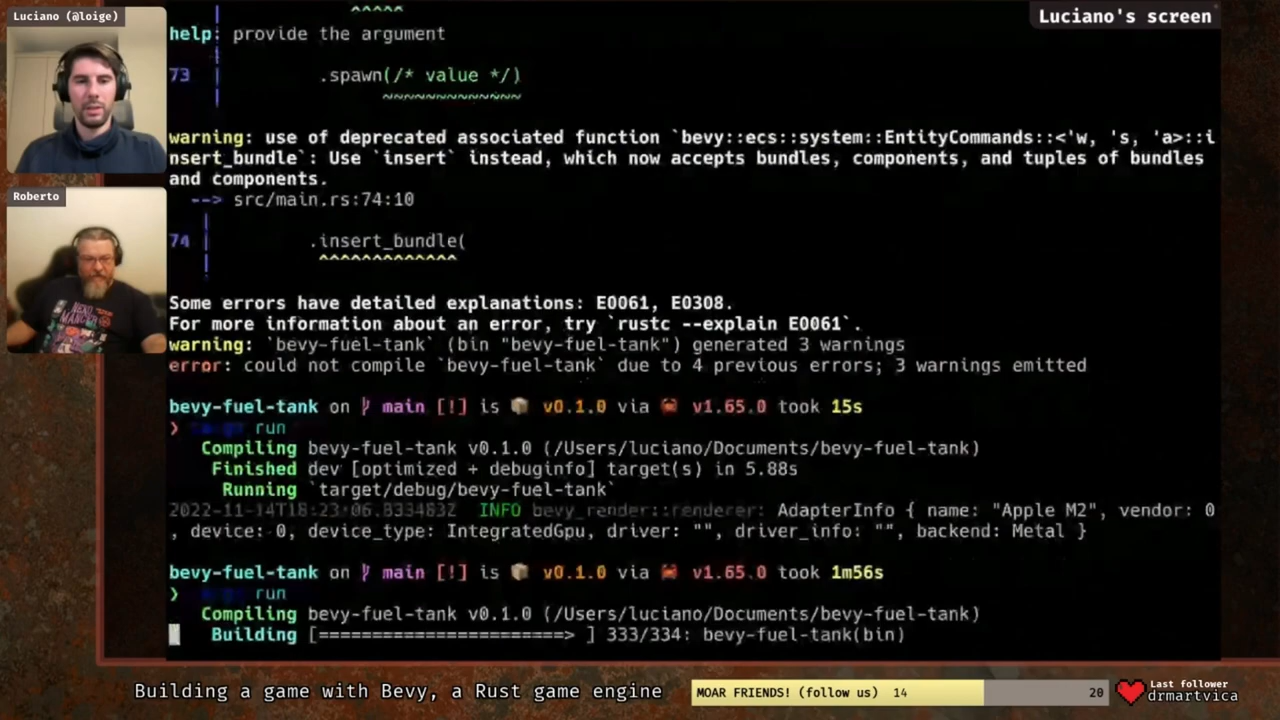 Luciano (@loige)
Roberto
Luciano's screen
^^^^^
help: provide the argument
73 | .spawn(/* value */)
~~~~~~~~~~~~~
warning: use of deprecated associated function `bevy::ecs::system::EntityCommands::<'w, 's, 'a>::i
nsert_bundle`: Use `insert` instead, which now accepts bundles, components, and tuples of bundles
and components.
--> src/main.rs:74:10
74 | .insert_bundle(
^^^^^^^^^^^^^
Some errors have detailed explanations: E0061, E0308.
For more information about an error, try `rustc --explain E0061`.
warning: `bevy-fuel-tank` (bin "bevy-fuel-tank") generated 3 warnings
error: could not compile `bevy-fuel-tank` due to 4 previous errors; 3 warnings emitted
bevy-fuel-tank on main [!] is 📦 v0.1.0 via 🦀 v1.65.0 took 15s
❯ run
Compiling bevy-fuel-tank v0.1.0 (/Users/luciano/Documents/bevy-fuel-tank)
Finished dev [optimized + debuginfo] target(s) in 5.88s
Running `target/debug/bevy-fuel-tank`
INFO bevy_render::renderer: AdapterInfo { name: "Apple M2", vendor: 0
, device: 0, device_type: IntegratedGpu, driver: "", driver_info: "", backend: Metal }
bevy-fuel-tank on main [!] is 📦 v0.1.0 via 🦀 v1.65.0 took 1m56s
❯ run
Compiling bevy-fuel-tank v0.1.0 (/Users/luciano/Documents/bevy-fuel-tank)
Building [=======================> ] 333/334: bevy-fuel-tank(bin)
Building a game with Bevy, a Rust game engine
MOAR FRIENDS! (follow us) 14 20
Last follower
drmartvica